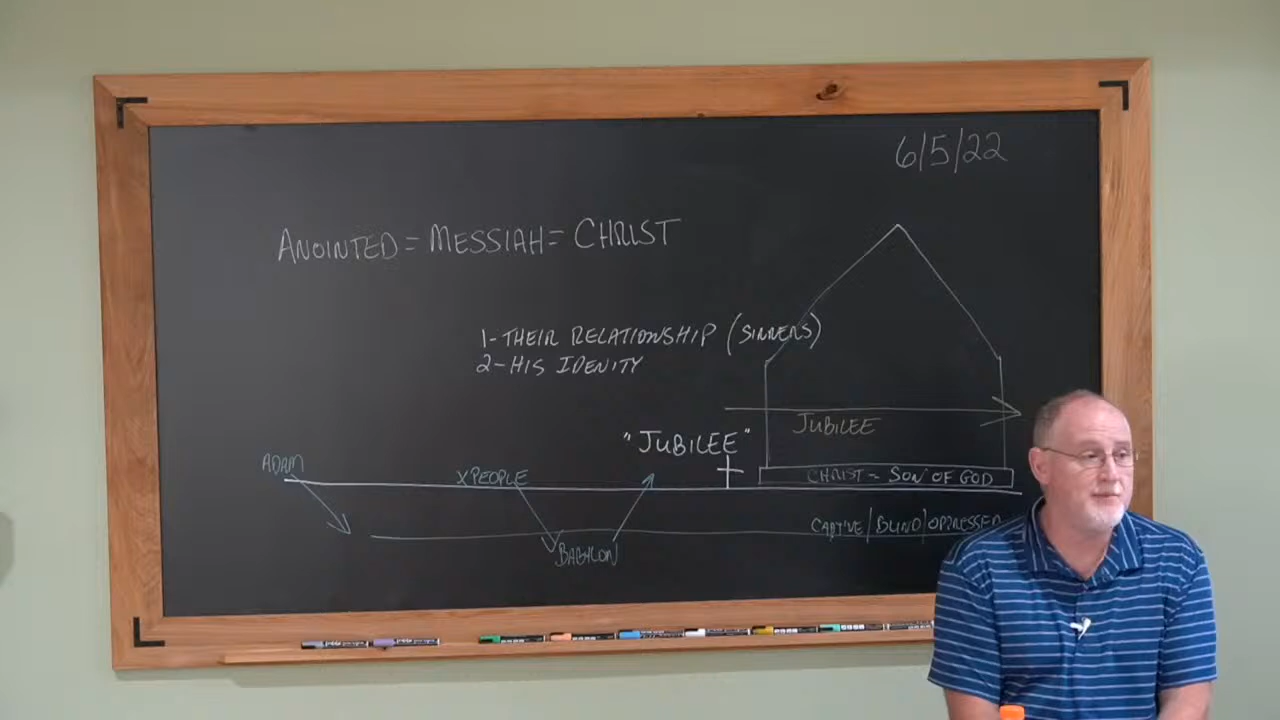 6/5/22
ANOINTED = MESSIAH = CHRIST
1-THEIR RELATIONSHIP (SINNERS)
2-HIS IDENITY
JUBILEE
"JUBILEE"
ADAM
XPEOPLE
CHRIST = SON OF GOD
CAPTIVE/BLIND/OPPRESSED
BABYLON